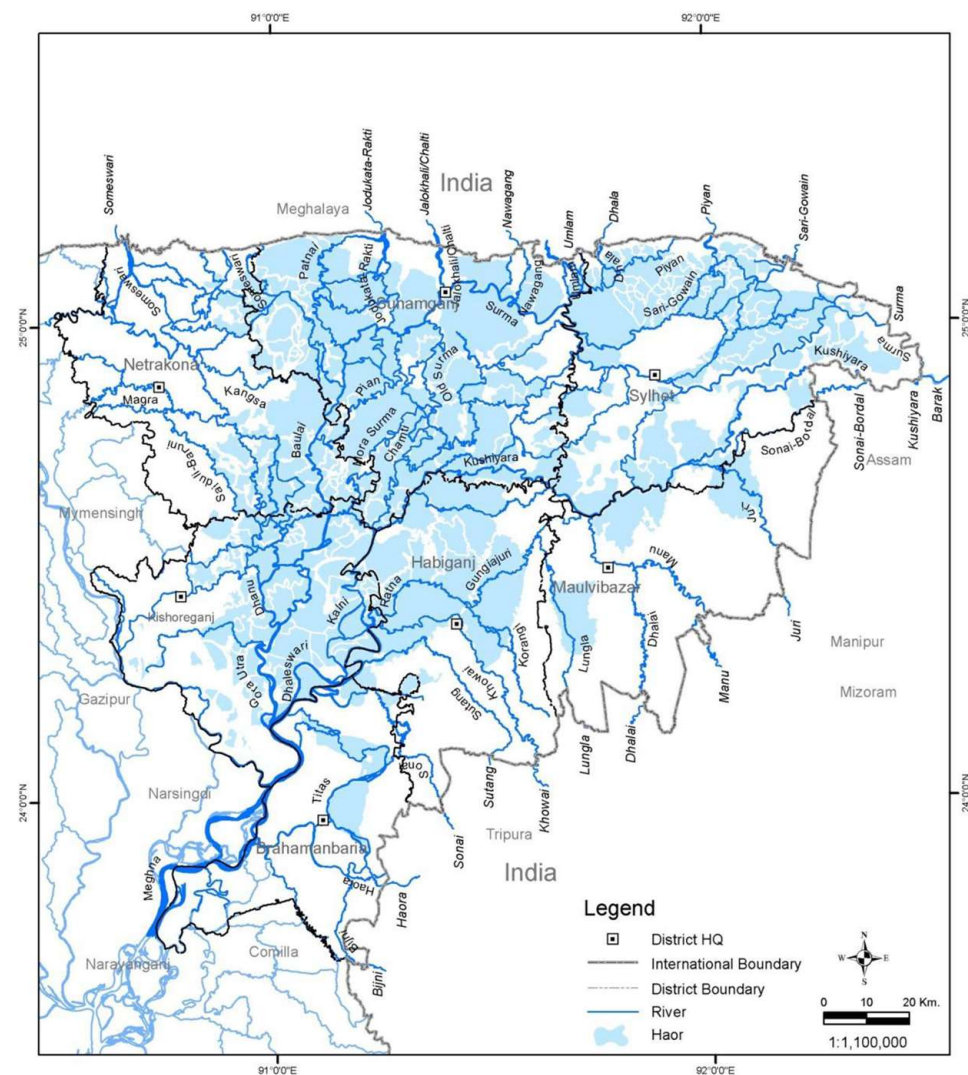 91°0'0"E
92°0'0"E
Someswari
Jodukata-Rakti
Jalokhali/Chalti
India
Meghalaya
Nawagang
Umlam
Dhala
Piyan
Sari-Gowain
Someswari
Someswari
Patnai
Jodukata-Rakti
Jalokhali/Chalti
Nawagang
Umlam
Dhala
Piyan
Sari-Gowain
Sunamganj
Surma
Surma
Surma
25°0'0"N
25°0'0"N
Netrakona
Magra
Kangsa
Pian
Old Surma
Kushiyara
Sylhet
Baulai
Mora Surma
Chamti
Kushiyara
Saiduli-Baruni
Sonai-Bordal
Sonai-Bordal
Kushiyara
Barak
Assam
Mymensingh
Juri
Habiganj
Gungiajuri
Manu
Maulvibazar
Kishoreganj
Dhanu
Kalni
Ratna
Korangi
Lungla
Dhalai
Juri
Manipur
Mizoram
Gazipur
Gora Utra
Dhaleswari
Khowai
Sutang
Manu
Lungla
Dhalai
Sonai
Sutang
Khowai
24°0'0"N
24°0'0"N
Narsingdi
Titas
Tripura
Sonai
India
Brahamanbaria
Meghna
Haora
Haora
Narayanganj
Comilla
Bijni
Bijni
Legend
District HQ
International Boundary
District Boundary
River
Haor
N
W
E
S
0 10 20 Km.
1:1,100,000
91°0'0"E
92°0'0"E